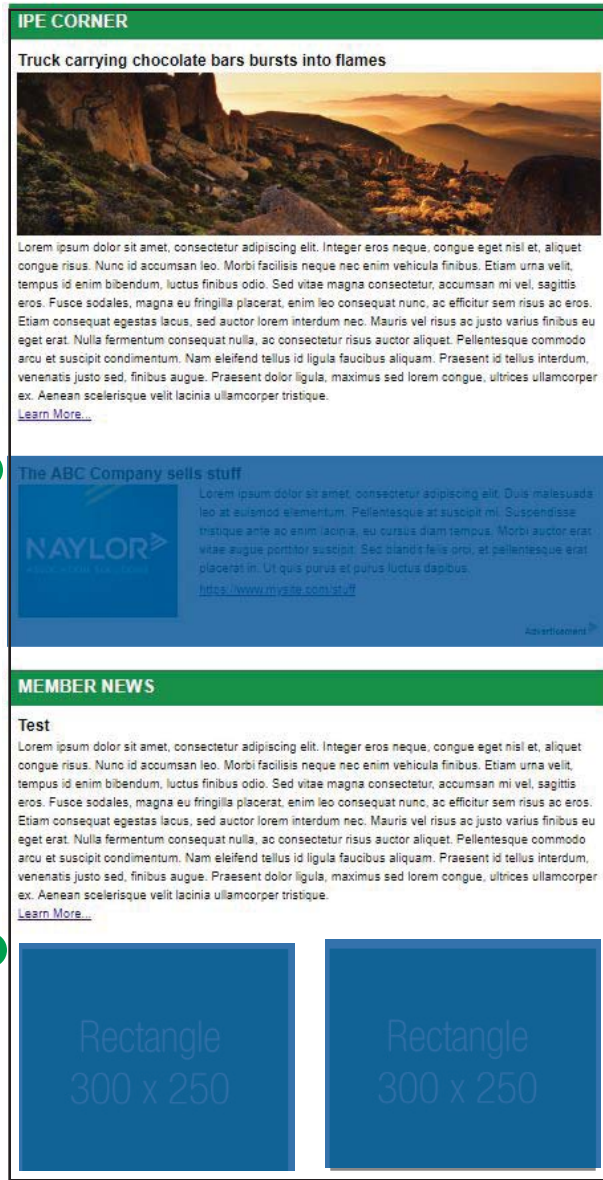 IPE CORNER
Truck carrying chocolate bars bursts into flames
Lorem ipsum dolor sit amet, consectetur adipiscing elit. Integer eros neque, congue eget nisl et, aliquet
congue risus. Nunc id accumsan leo. Morbi facilisis neque nec enim vehicula finibus. Etiam urna velit,
tempus id enim bibendum, luctus finibus odio. Sed vitae magna consectetur, accumsan mi vel, sagittis
eros. Fusce sodales, magna eu fringilla placerat, enim leo consequat nunc, ac efficitur sem risus ac eros.
Etiam consequat egestas lacus, sed auctor lorem interdum nec. Mauris vel risus ac justo varius finibus eu
eget erat. Nulla fermentum consequat nulla, ac consectetur risus auctor aliquet. Pellentesque commodo
arcu et suscipit condimentum. Nam eleifend tellus id ligula faucibus aliquam. Praesent id tellus interdum,
venenatis justo sed, finibus augue. Praesent dolor ligula, maximus sed lorem congue, ultrices ullamcorper
ex. Aenean scelerisque velit lacinia ullamcorper tristique.
Learn More...
The ABC Company sells stuff
NAYLOR
Lorem ipsum dolor sit amet, consectetur adipiscing elit. Duis malesuada
leo at euismod elementum. Pellentesque at suscipit mi. Suspendisse
tristique ante ac enim lacinia, eu cursus diam tempus. Morbi auctor erat
vitae augue porttitor suscipit. Sed blandit felis orci, et pellentesque erat
placerat in. Ut quis purus et purus luctus dapibus.
https://www.mysite.com/stuff
Advertisement
MEMBER NEWS
Test
Lorem ipsum dolor sit amet, consectetur adipiscing elit. Integer eros neque, congue eget nisl et, aliquet
congue risus. Nunc id accumsan leo. Morbi facilisis neque nec enim vehicula finibus. Etiam urna velit,
tempus id enim bibendum, luctus finibus odio. Sed vitae magna consectetur, accumsan mi vel, sagittis
eros. Fusce sodales, magna eu fringilla placerat, enim leo consequat nunc, ac efficitur sem risus ac eros.
Etiam consequat egestas lacus, sed auctor lorem interdum nec. Mauris vel risus ac justo varius finibus eu
eget erat. Nulla fermentum consequat nulla, ac consectetur risus auctor aliquet. Pellentesque commodo
arcu et suscipit condimentum. Nam eleifend tellus id ligula faucibus aliquam. Praesent id tellus interdum,
venenatis justo sed, finibus augue. Praesent dolor ligula, maximus sed lorem congue, ultrices ullamcorper
ex. Aenean scelerisque velit lacinia ullamcorper tristique.
Learn More...
Rectangle
300 x 250
Rectangle
300 x 250